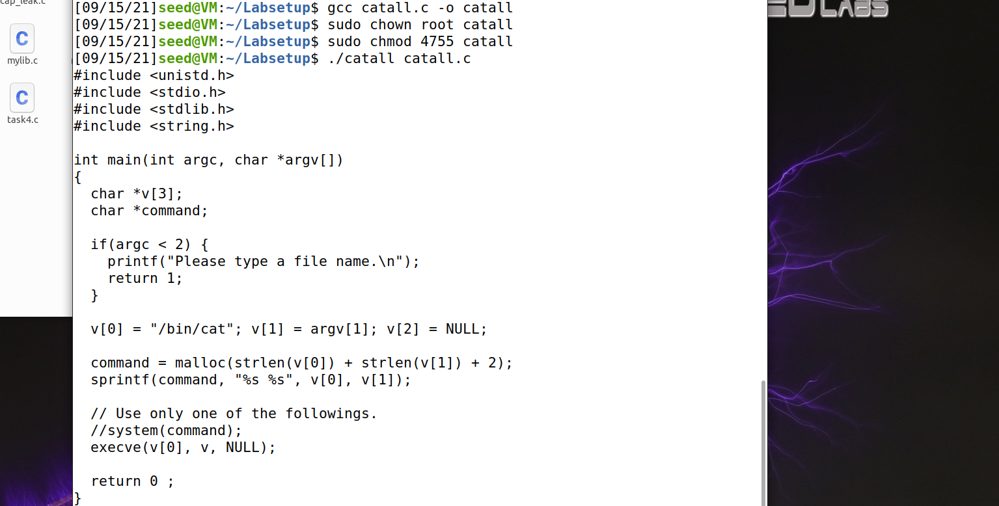 cap_leak.c
mylib.c
task4.c
[09/15/21]seed@VM:~/Labsetup$ gcc catall.c -o catall
[09/15/21]seed@VM:~/Labsetup$ sudo chown root catall
[09/15/21]seed@VM:~/Labsetup$ sudo chmod 4755 catall
[09/15/21]seed@VM:~/Labsetup$ ./catall catall.c
#include <unistd.h>
#include <stdio.h>
#include <stdlib.h>
#include <string.h>

int main(int argc, char *argv[])
{
  char *v[3];
  char *command;

  if(argc < 2) {
    printf("Please type a file name.\n");
    return 1;
  }

  v[0] = "/bin/cat"; v[1] = argv[1]; v[2] = NULL;

  command = malloc(strlen(v[0]) + strlen(v[1]) + 2);
  sprintf(command, "%s %s", v[0], v[1]);

  // Use only one of the followings.
  //system(command);
  execve(v[0], v, NULL);

  return 0 ;
}
LABS